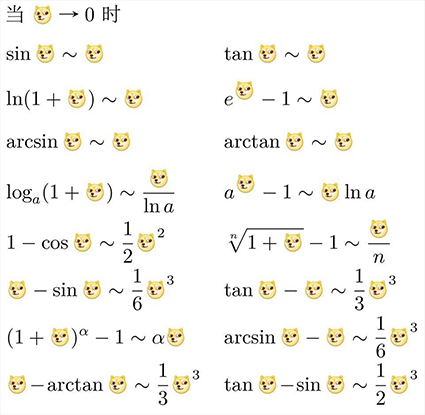 当 🐶 → 0 时
sin 🐶 ∼ 🐶 tan 🐶 ∼ 🐶
ln(1 + 🐶) ∼ 🐶 e^🐶 − 1 ∼ 🐶
arcsin 🐶 ∼ 🐶 arctan 🐶 ∼ 🐶
logₐ(1 + 🐶) ∼ 🐶/ln a a^🐶 − 1 ∼ 🐶 ln a
1 − cos 🐶 ∼ 1/2 🐶² ⁿ√(1 + 🐶) − 1 ∼ 🐶/n
🐶 − sin 🐶 ∼ 1/6 🐶³ tan 🐶 − 🐶 ∼ 1/3 🐶³
(1 + 🐶)^α − 1 ∼ α🐶 arcsin 🐶 − 🐶 ∼ 1/6 🐶³
🐶 − arctan 🐶 ∼ 1/3 🐶³ tan 🐶 − sin 🐶 ∼ 1/2 🐶³